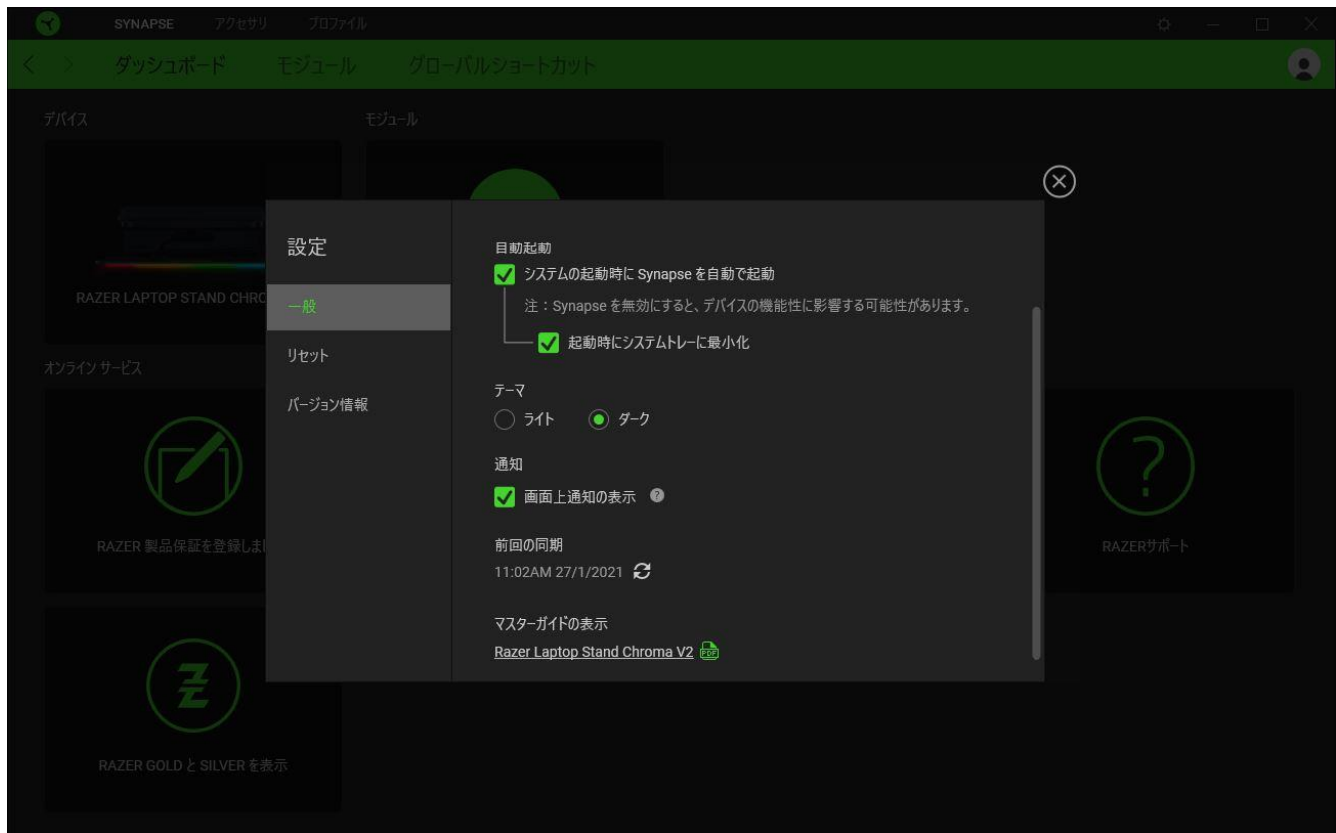 SYNAPSE アクセサリ プロファイル
ダッシュボード モジュール グローバルショートカット
デバイス モジュール
RAZER LAPTOP STAND CHRO
オンライン サービス
RAZER 製品保証を登録しま
RAZERサポート
RAZER GOLD と SILVER を表示
設定
一般
リセット
バージョン情報
自動起動
システムの起動時に Synapse を自動で起動
注：Synapse を無効にすると、デバイスの機能性に影響する可能性があります。
起動時にシステムトレーに最小化
テーマ
ライト ダーク
通知
画面上通知の表示 ?
前回の同期
11:02AM 27/1/2021
マスターガイドの表示
Razer Laptop Stand Chroma V2 PDF